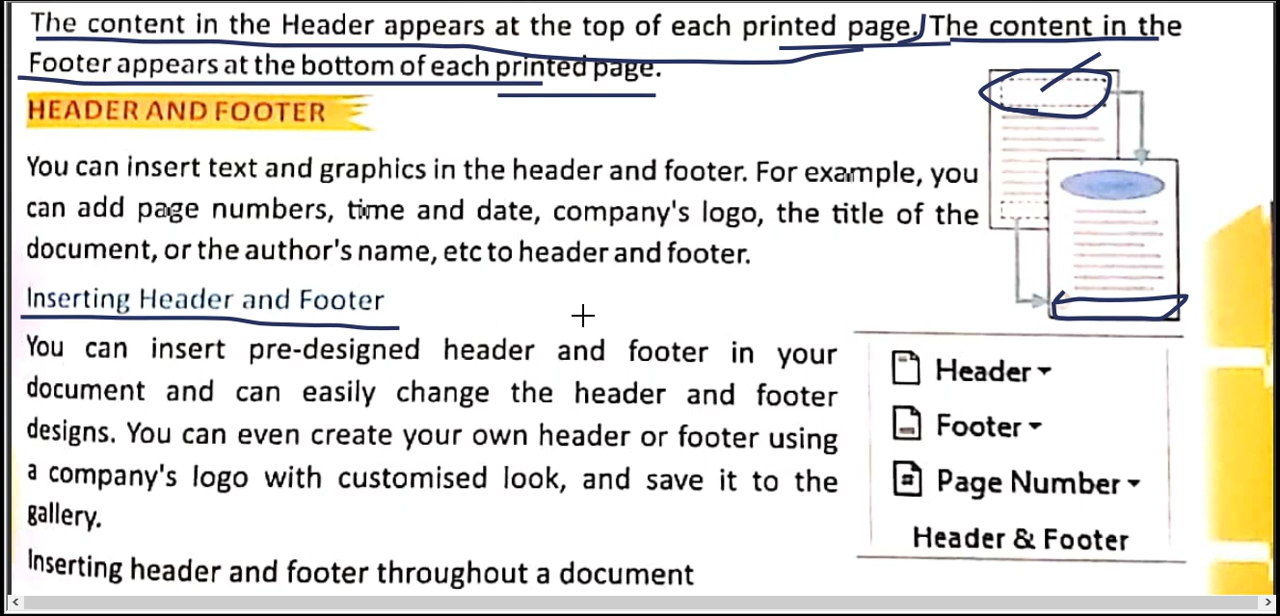 The content in the Header appears at the top of each printed page. The content in the
Footer appears at the bottom of each printed page.
HEADER AND FOOTER
You can insert text and graphics in the header and footer. For example, you
can add page numbers, time and date, company's logo, the title of the
document, or the author's name, etc to header and footer.
Inserting Header and Footer
You can insert pre-designed header and footer in your
document and can easily change the header and footer
designs. You can even create your own header or footer using
a company's logo with customised look, and save it to the
gallery.
Header
Footer
Page Number
Header & Footer
Inserting header and footer throughout a document